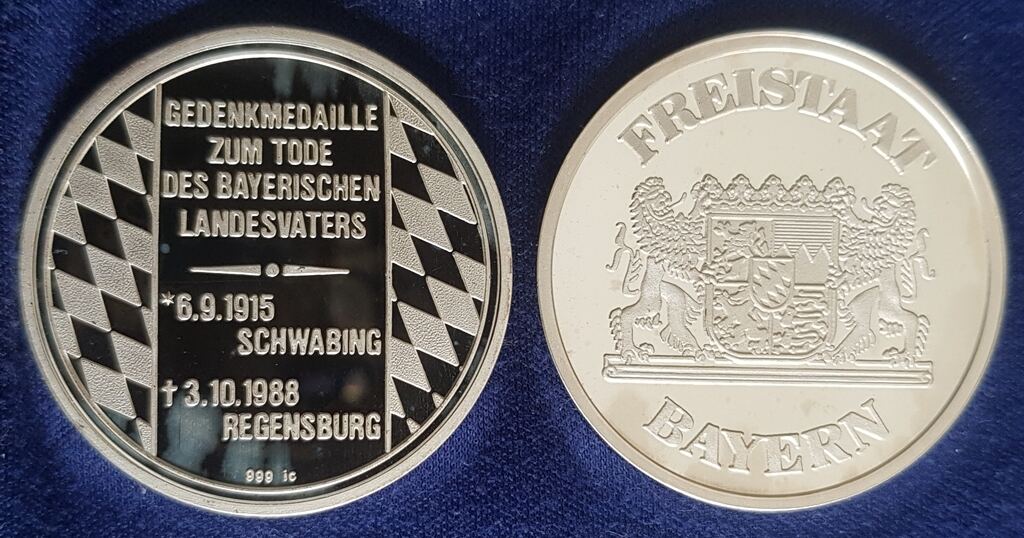 GEDENKMEDAILLE
ZUM TODE
DES BAYERISCHEN
LANDESVATERS
*6.9.1915
SCHWABING
† 3.10.1988
REGENSBURG
999 ic
FREISTAAT
BAYERN